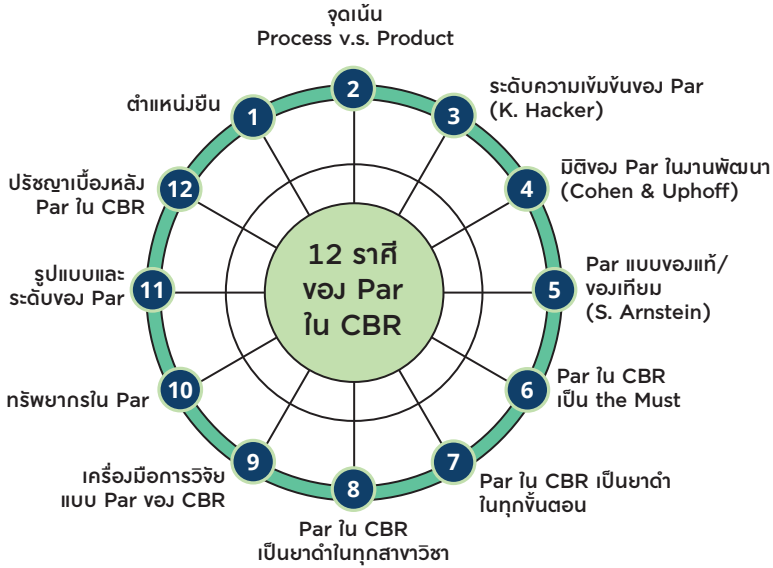 จุดเน้น
Process v.s. Product
2
ตำแหน่งยืน
1
3
ระดับความเข้มข้นของ Par
(K. Hacker)
ปรัชญาเบื้องหลัง
Par ใน CBR
12
4
มิติของ Par ในงานพัฒนา
(Cohen & Uphoff)
รูปแบบและ
ระดับของ Par
11
12 ราศี
ของ Par
ใน CBR
5
Par แบบของแท้/
ของเทียม
(S. Arnstein)
ทรัพยากรใน Par
10
6
Par ใน CBR
เป็น the Must
เครื่องมือการวิจัย
แบบ Par ของ CBR
9
7
Par ใน CBR เป็นยาดำ
ในทุกขั้นตอน
8
Par ใน CBR
เป็นยาดำในทุกสาขาวิชา